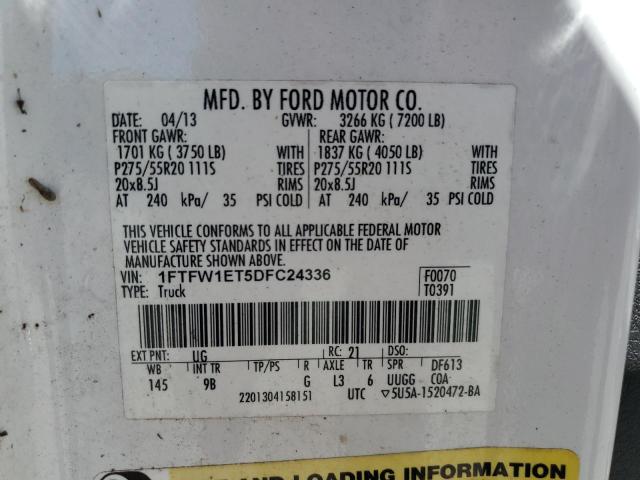 MFD. BY FORD MOTOR CO.
DATE: 04/13 GVWR: 3266 KG ( 7200 LB)
FRONT GAWR: REAR GAWR:
1701 KG ( 3750 LB) WITH 1837 KG ( 4050 LB) WITH
P275/55R20 111S TIRES P275/55R20 111S TIRES
20x8.5J RIMS 20x8.5J RIMS
AT 240 kPa/ 35 PSI COLD AT 240 kPa/ 35 PSI COLD
THIS VEHICLE CONFORMS TO ALL APPLICABLE FEDERAL MOTOR
VEHICLE SAFETY STANDARDS IN EFFECT ON THE DATE OF
MANUFACTURE SHOWN ABOVE.
VIN: 1FTFW1ET5DFC24336 F0070
TYPE: Truck T0391
EXT PNT: UG RC: 21 DSO:
WB INT TR TP/PS R AXLE TR SPR DF613
145 9B G L3 6 UUGG COA
2201304158151 UTC ▽5U5A-1520472-BA
AND LOADING INFORMATION